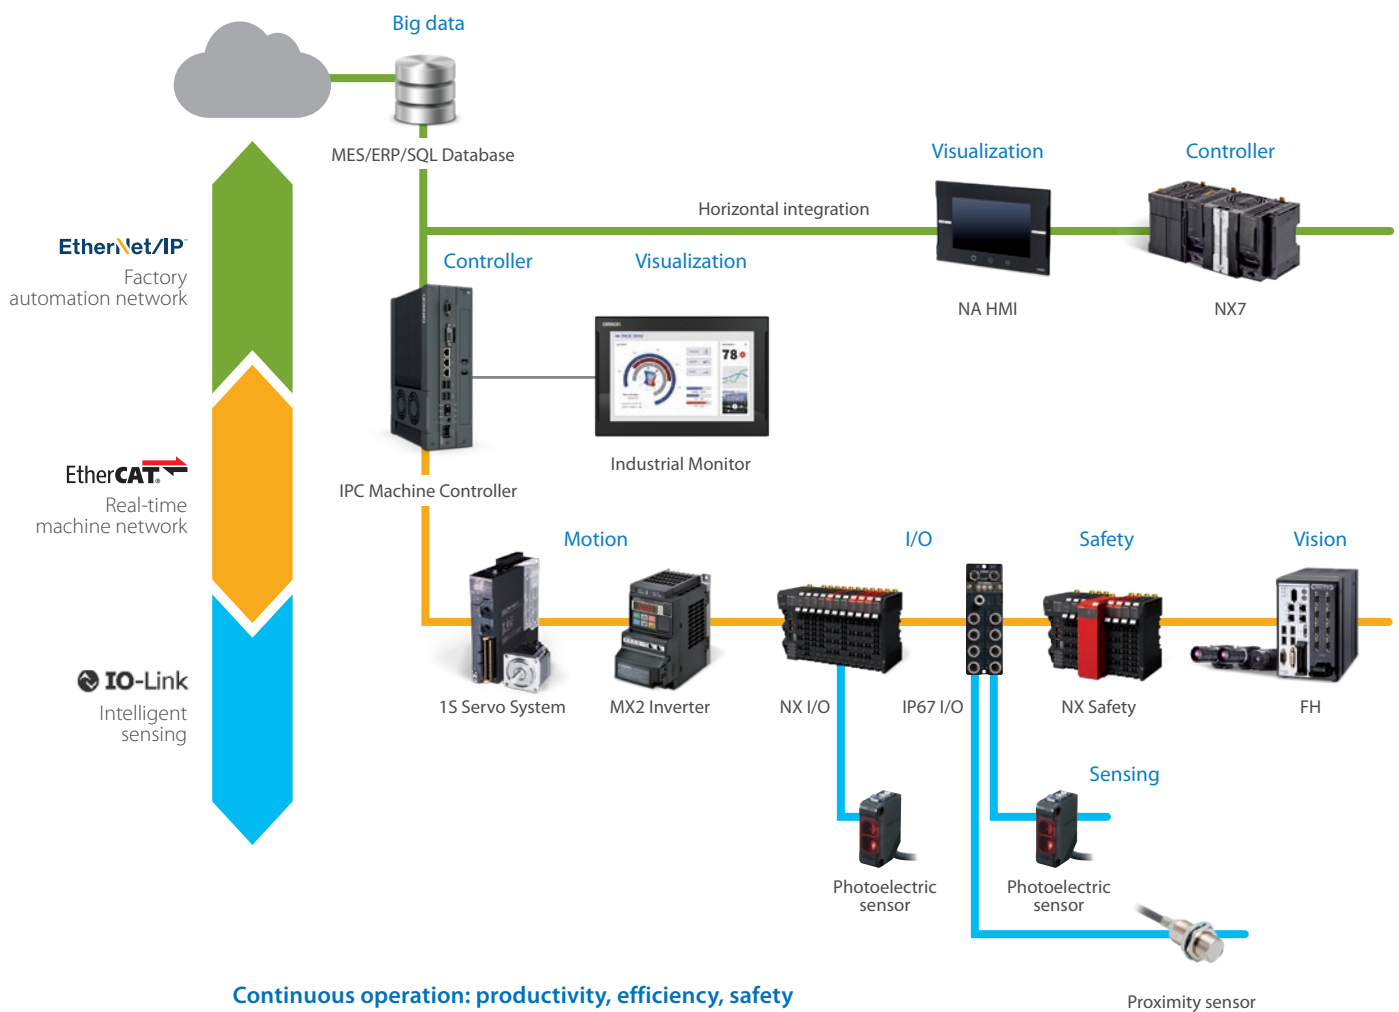 Big data
MES/ERP/SQL Database
Visualization
Controller
Horizontal integration
EtherNet/IP™
Factory
automation network
Controller
Visualization
NA HMI
NX7
OMRON
78
Industrial Monitor
EtherCAT®
Real-time
machine network
IPC Machine Controller
Motion
I/O
Safety
Vision
IO-Link
Intelligent
sensing
1S Servo System
MX2 Inverter
NX I/O
IP67 I/O
NX Safety
FH
Sensing
Photoelectric
sensor
Photoelectric
sensor
Continuous operation: productivity, efficiency, safety
Proximity sensor